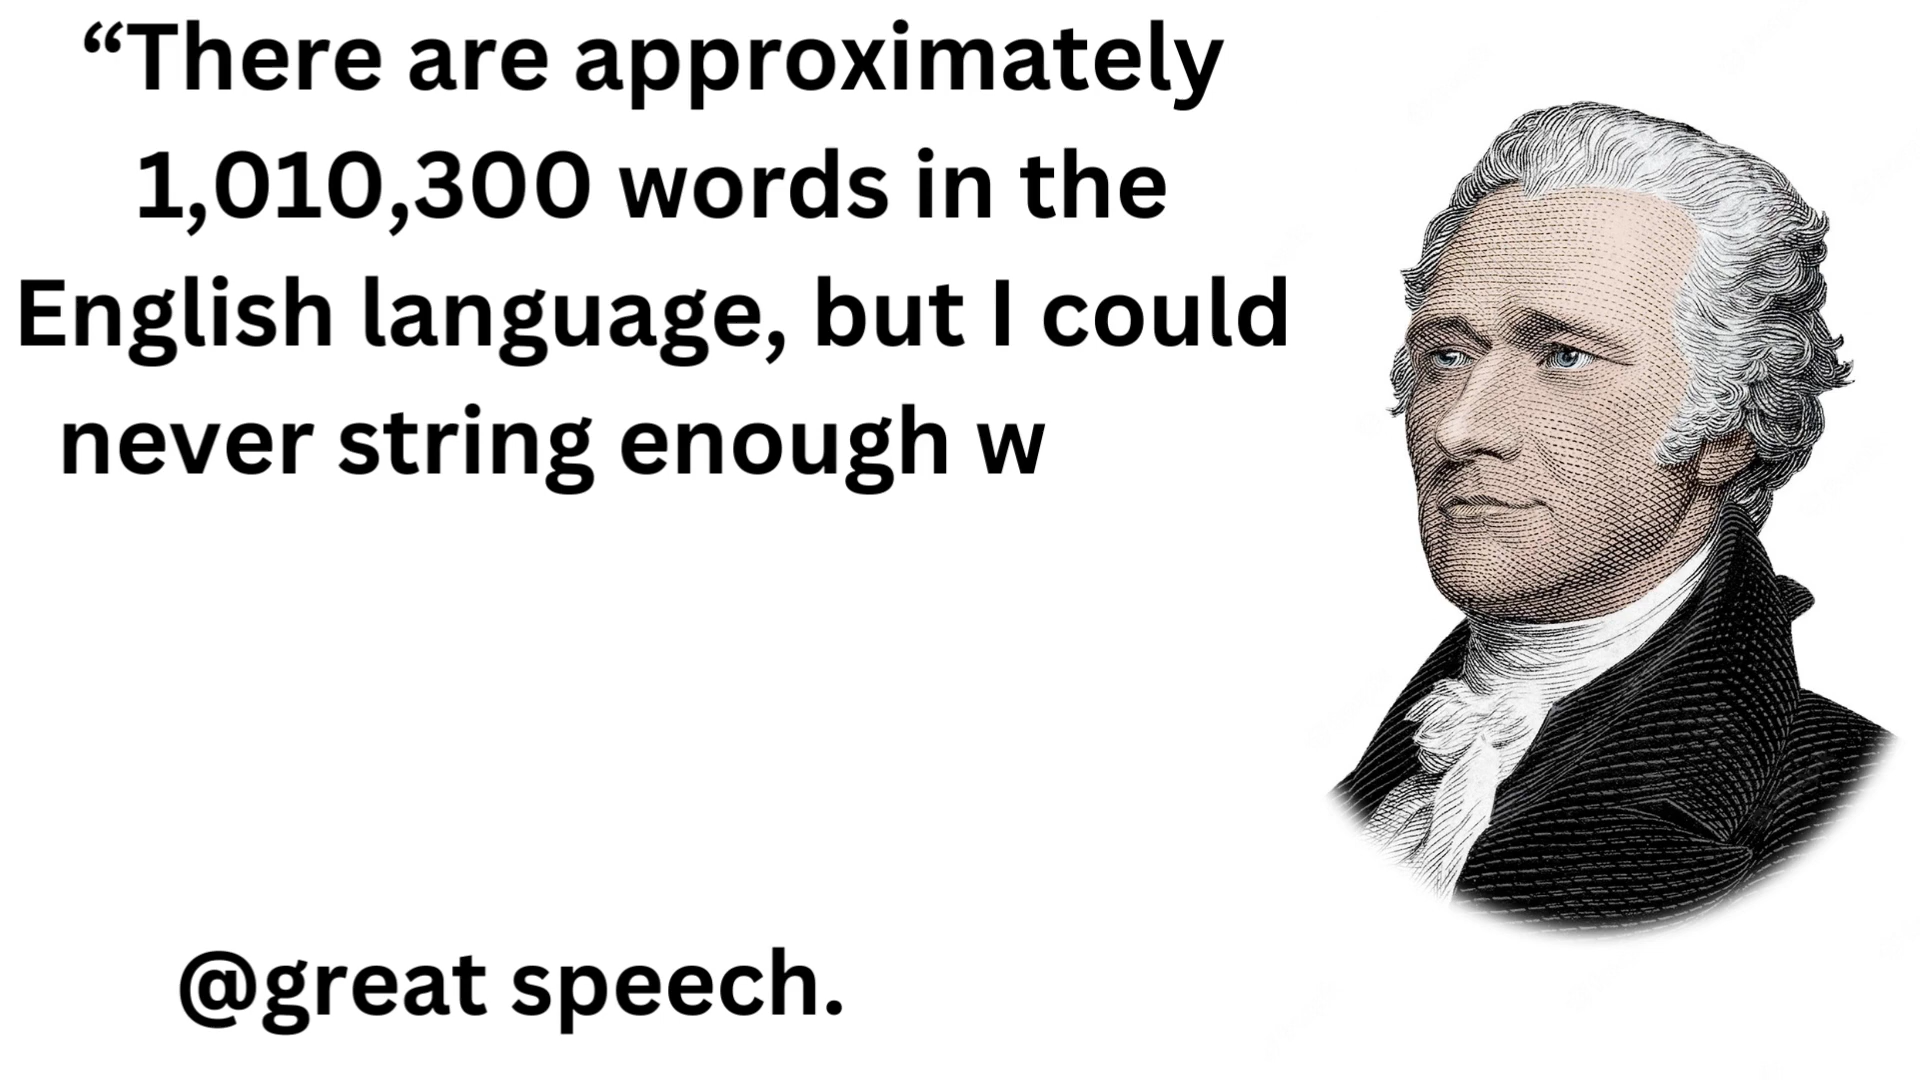 “There are approximately
1,010,300 words in the
English language, but I could
never string enough w
@great speech.